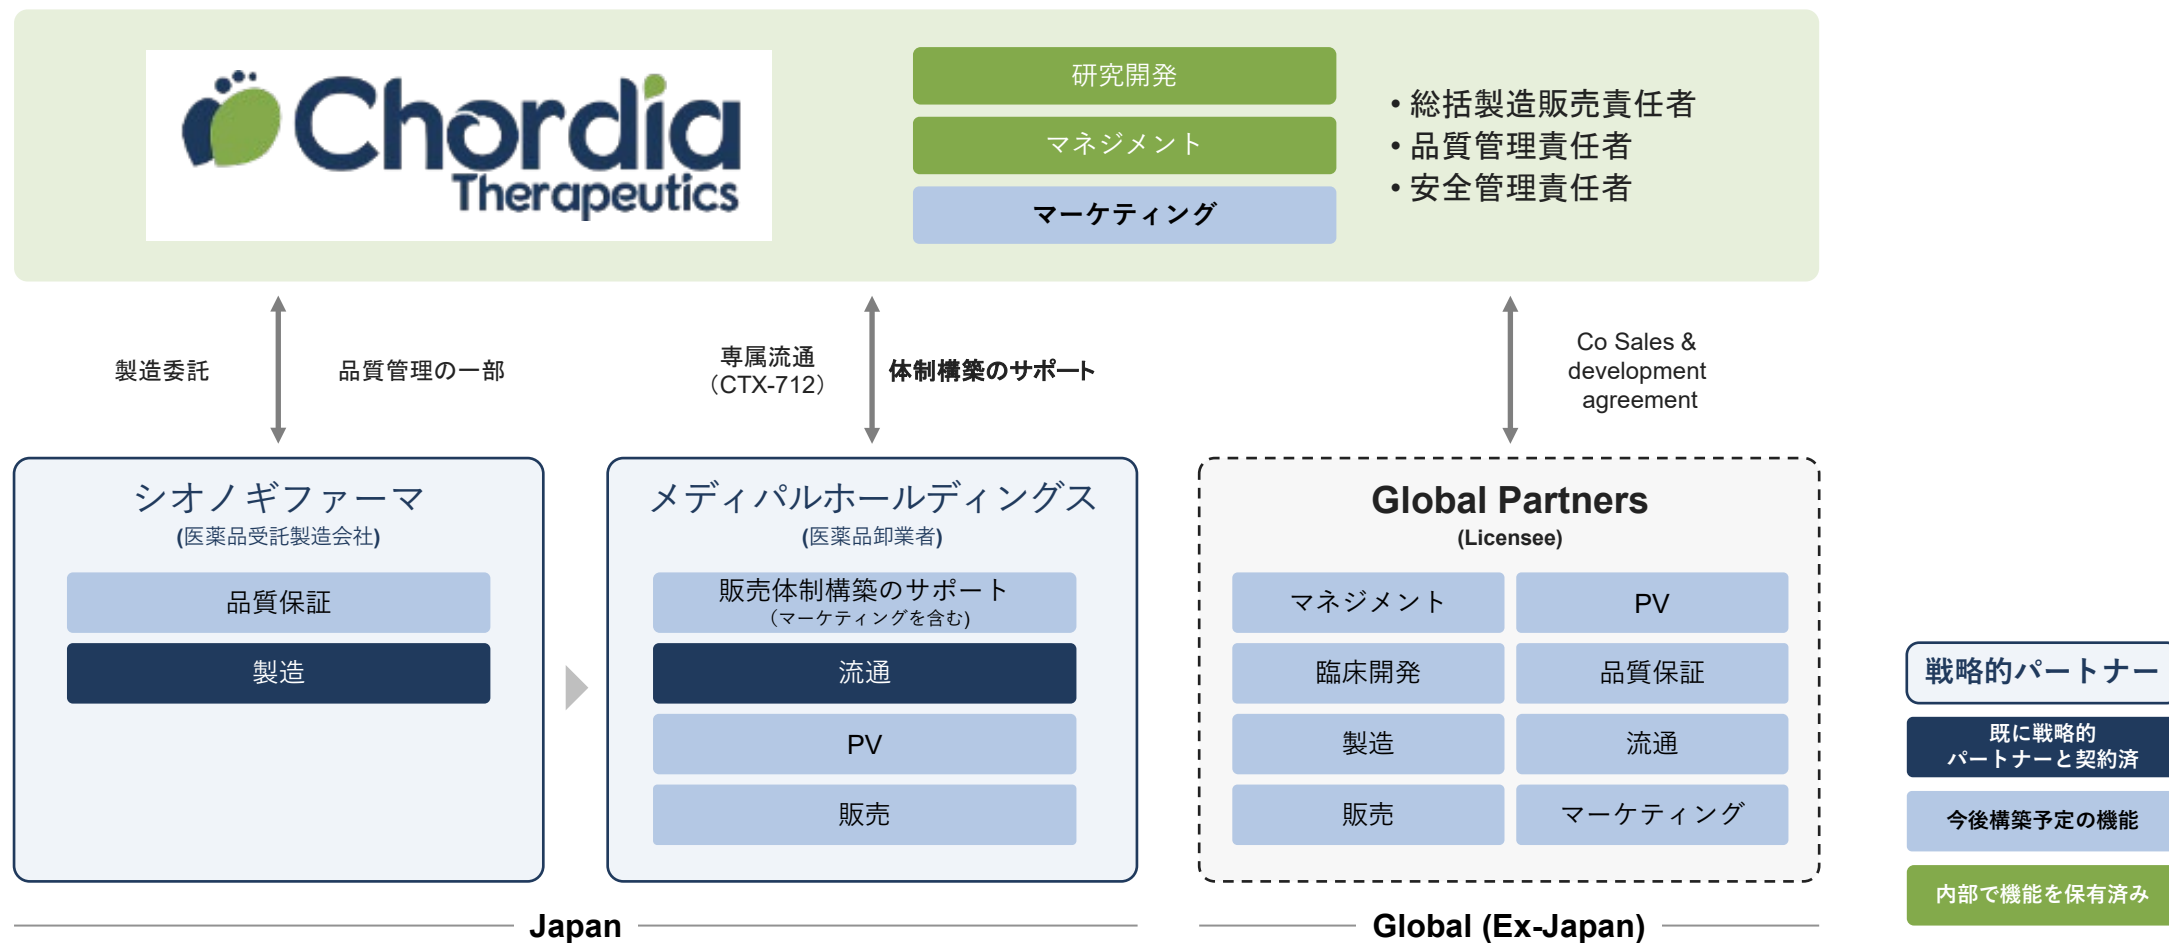 Chordia
Therapeutics
研究開発
マネジメント
マーケティング
• 総括製造販売責任者
• 品質管理責任者
• 安全管理責任者
製造委託
品質管理の一部
専属流通
（CTX-712）
体制構築のサポート
Co Sales &
development
agreement
シオノギファーマ
(医薬品受託製造会社)
品質保証
製造
メディパルホールディングス
(医薬品卸業者)
販売体制構築のサポート
（マーケティングを含む)
流通
PV
販売
Global Partners
(Licensee)
マネジメント
PV
臨床開発
品質保証
製造
流通
販売
マーケティング
戦略的パートナー
既に戦略的
パートナーと契約済
今後構築予定の機能
内部で機能を保有済み
Japan
Global (Ex-Japan)